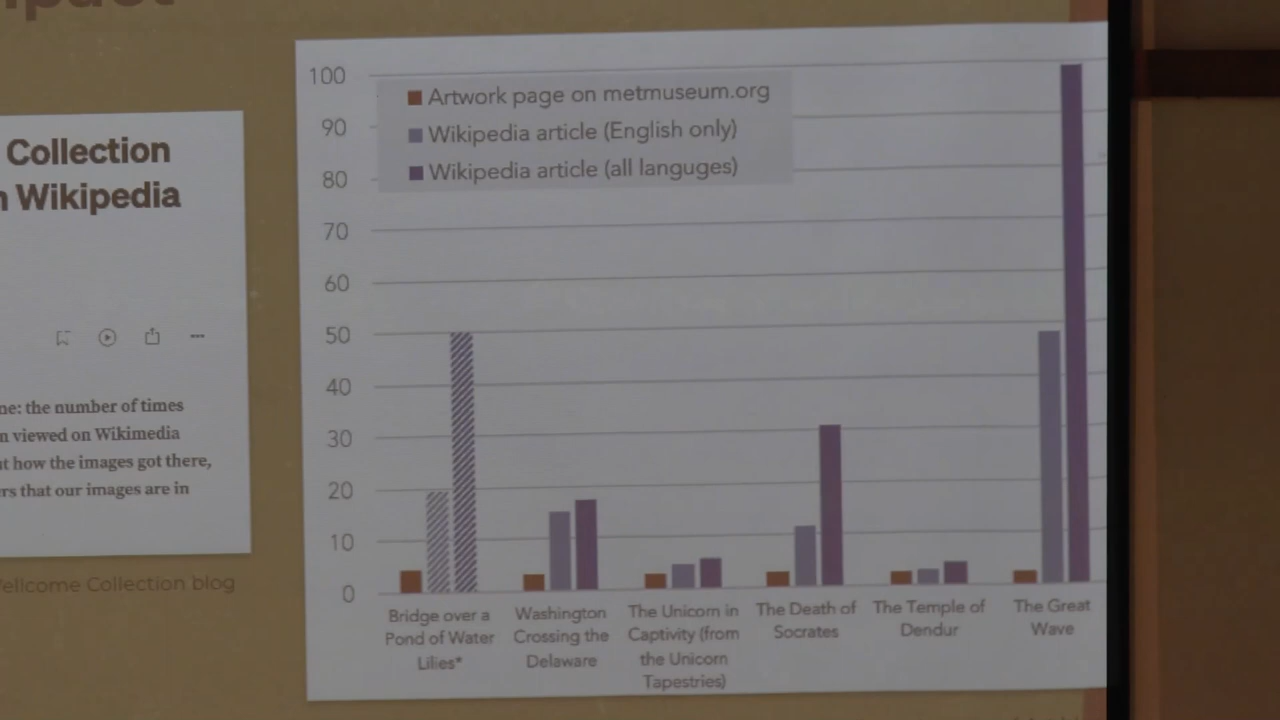 Collection
Wikipedia
the number of times
viewed on Wikimedia
how the images got there,
that our images are in
Collection blog
100
90
80
70
60
50
40
30
20
10
0
Artwork page on metmuseum.org
Wikipedia article (English only)
Wikipedia article (all languges)
Bridge over a
Pond of Water
Lilies*
Washington
Crossing the
Delaware
The Unicorn in
Captivity (from
the Unicorn
Tapestries)
The Death of
Socrates
The Temple of
Dendur
The Great
Wave